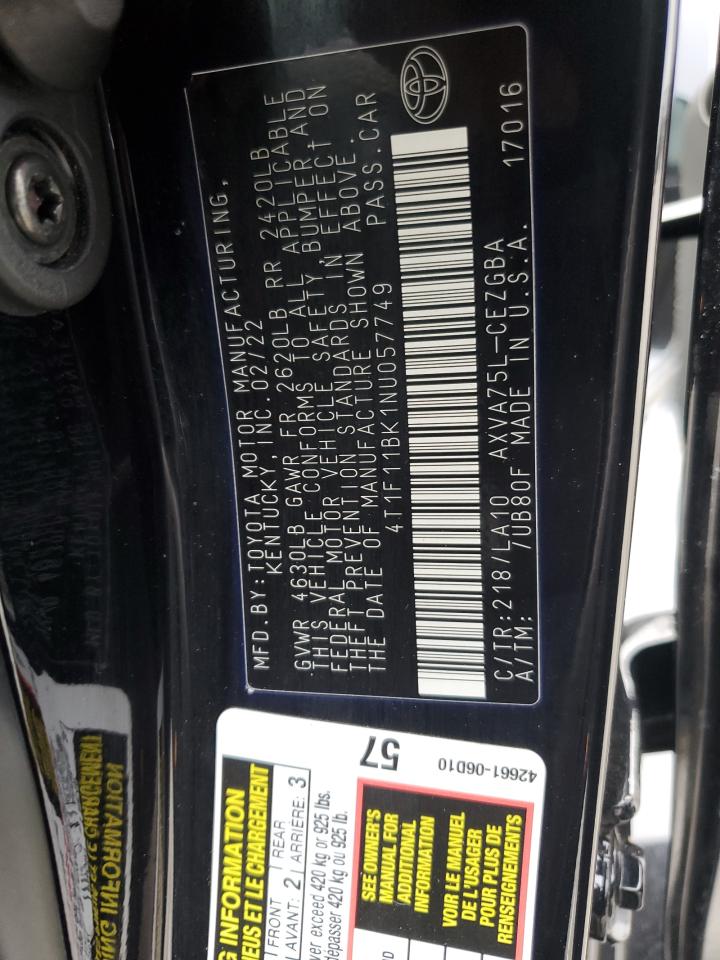 MFD.BY:TOYOTA MOTOR MANUFACTURING,
KENTUCKY,INC.02/22
GVWR 4630LB GAWR FR 2620LB RR 2420LB
THIS VEHICLE CONFORMS TO ALL APPLICABLE
FEDERAL MOTOR VEHICLE SAFETY, BUMPER AND
THEFT PREVENTION STANDARDS IN EFFECT ON
THE DATE OF MANUFACTURE SHOWN ABOVE.
4T1F11BK1NU057749 PASS.CAR
C/TR:218/LA10 AXVA75L-CEZGBA
A/TM: 7UB80F MADE IN U.S.A. 17016
INFORMATION
PNEUS ET LE CHARGEMENT
FRONT
AVANT: 2
REAR
ARRIÈRE: 3
exceed 420 kg or 925 lbs.
dépasser 420 kg ou 925 lb.
57
42661-06D10
SEE OWNER'S
MANUAL FOR
ADDITIONAL
INFORMATION
VOIR LE MANUEL
DE L'USAGER
POUR PLUS DE
RENSEIGNEMENTS